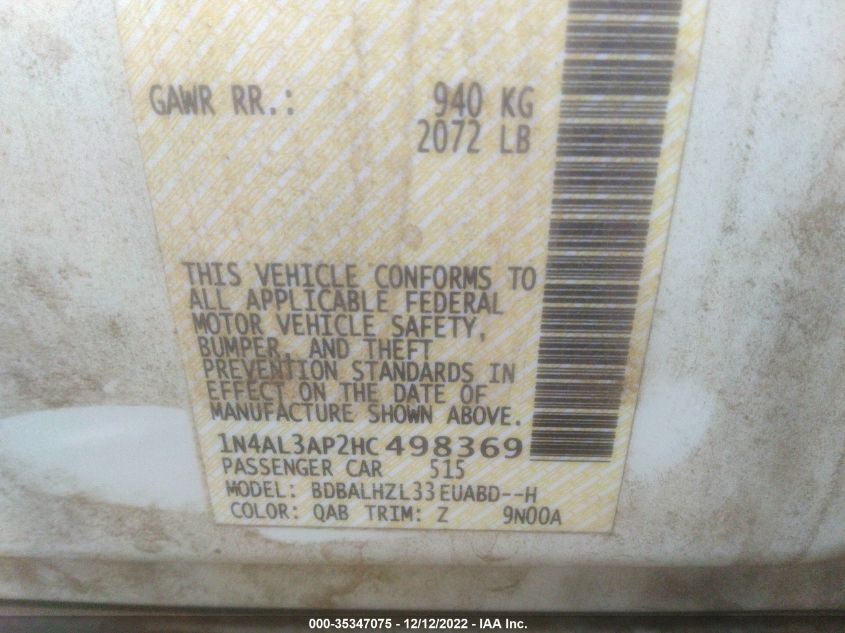 GAWR RR.: 940 KG
2072 LB
THIS VEHICLE CONFORMS TO
ALL APPLICABLE FEDERAL
MOTOR VEHICLE SAFETY,
BUMPER, AND THEFT
PREVENTION STANDARDS IN
EFFECT ON THE DATE OF
MANUFACTURE SHOWN ABOVE.
1N4AL3AP2HC498369
PASSENGER CAR 515
MODEL: BDBALHZL33EUABD--H
COLOR: QAB TRIM: Z 9N00A
000-35347075 - 12/12/2022 - IAA Inc.